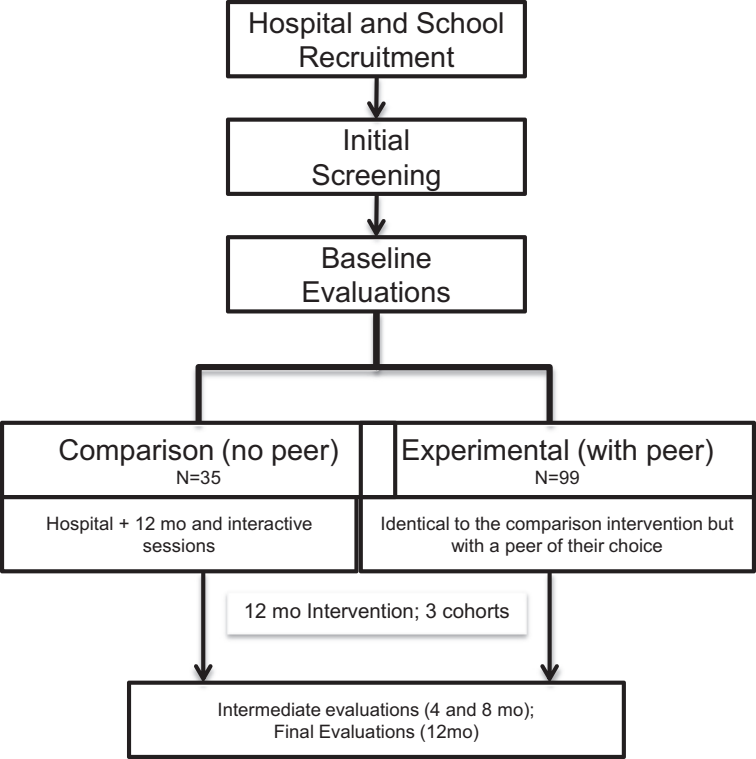 Hospital and School
Recruitment
Initial
Screening
Baseline
Evaluations
Comparison (no peer)
N=35
Experimental (with peer)
N=99
Hospital + 12 mo and interactive
sessions
Identical to the comparison intervention but
with a peer of their choice
12 mo Intervention; 3 cohorts
Intermediate evaluations (4 and 8 mo);
Final Evaluations (12mo)